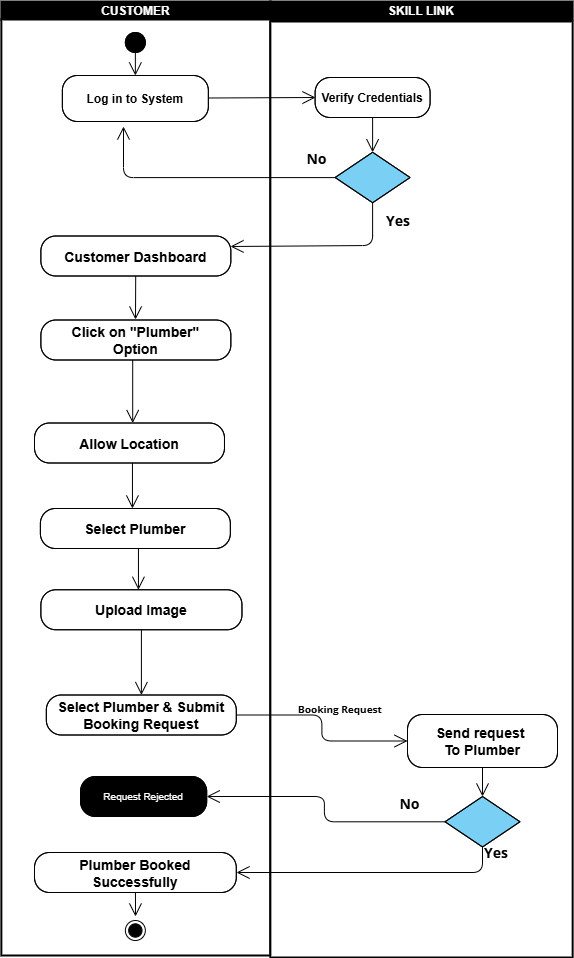 CUSTOMER
SKILL LINK
Log in to System
Verify Credentials
No
Yes
Customer Dashboard
Click on "Plumber"
Option
Allow Location
Select Plumber
Upload Image
Select Plumber & Submit
Booking Request
Booking Request
Send request
To Plumber
Request Rejected
No
Yes
Plumber Booked
Successfully